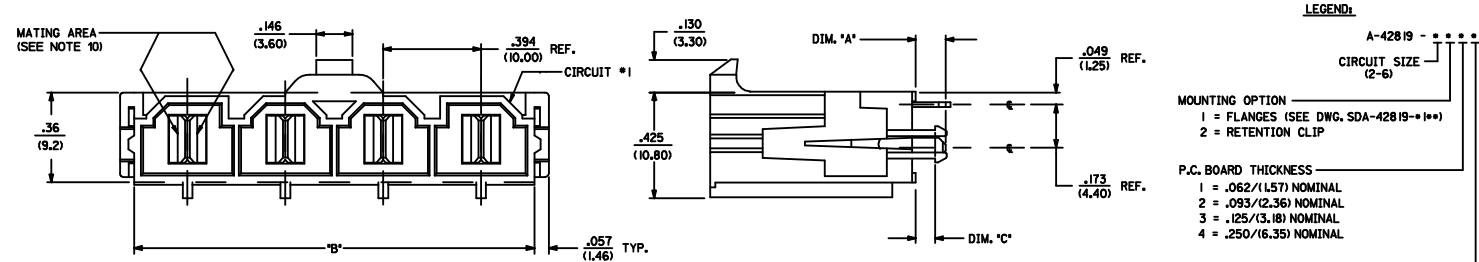 MATING AREA
(SEE NOTE 10)
.146
(3.60)
.394
(10.00)
REF.
CIRCUIT #1
.36
(9.2)
"B"
.057
(1.46)
TYP.
.130
(3.30)
DIM. "A"
.049
(1.25)
REF.
.425
(10.80)
.173
(4.40)
REF.
DIM. "C"
LEGEND:
A-42819 - * * * *
CIRCUIT SIZE
(2-6)
MOUNTING OPTION
1 = FLANGES (SEE DWG. SDA-42819-*1**)
2 = RETENTION CLIP
P.C. BOARD THICKNESS
1 = .062/(1.57) NOMINAL
2 = .093/(2.36) NOMINAL
3 = .125/(3.18) NOMINAL
4 = .250/(6.35) NOMINAL